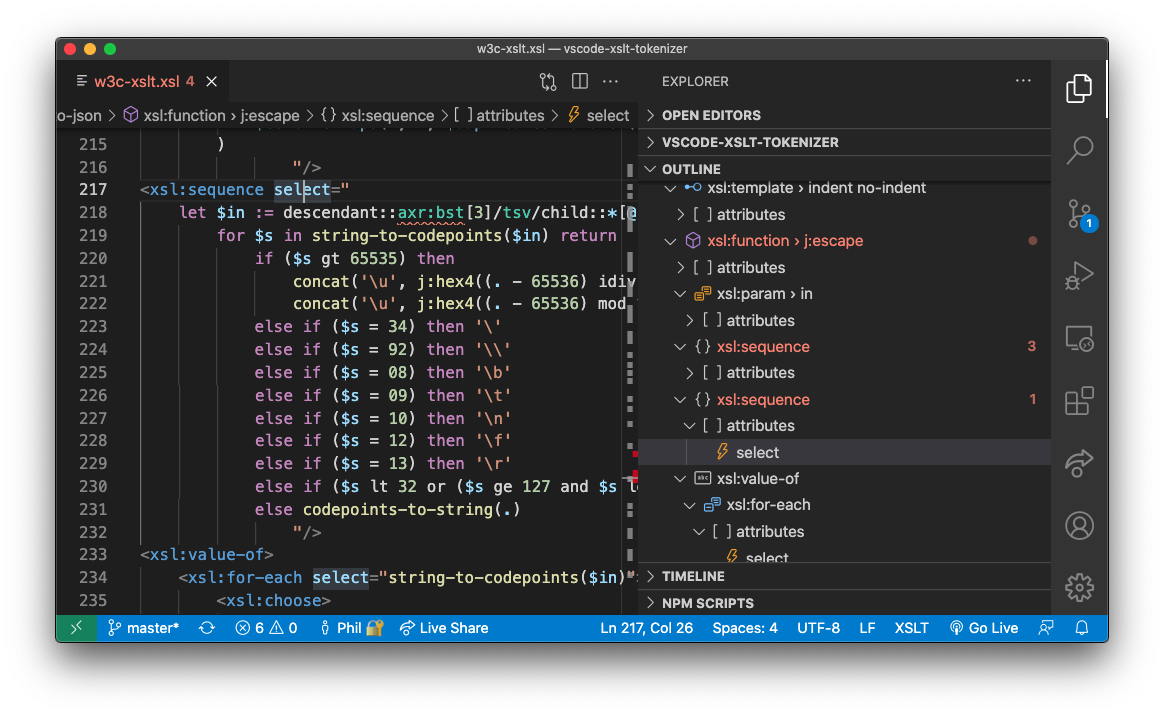 w3c-xslt.xsl — vscode-xslt-tokenizer
w3c-xslt.xsl 4
EXPLORER
o-json > xsl:function › j:escape > {} xsl:sequence > [ ] attributes > select
215 )
216 "/>
217 <xsl:sequence select="
218 let $in := descendant::axr:bst[3]/tsv/child::*[@
219 for $s in string-to-codepoints($in) return
220 if ($s gt 65535) then
221 concat('\u', j:hex4((. - 65536) idiv
222 concat('\u', j:hex4((. - 65536) mod
223 else if ($s = 34) then '\'
224 else if ($s = 92) then '\\'
225 else if ($s = 08) then '\b'
226 else if ($s = 09) then '\t'
227 else if ($s = 10) then '\n'
228 else if ($s = 12) then '\f'
229 else if ($s = 13) then '\r'
230 else if ($s lt 32 or ($s ge 127 and $s l
231 else codepoints-to-string(.)
232 "/>
233 <xsl:value-of>
234 <xsl:for-each select="string-to-codepoints($in)"
235 <xsl:choose>
OPEN EDITORS
VSCODE-XSLT-TOKENIZER
OUTLINE
xsl:template › indent no-indent
[ ] attributes
xsl:function › j:escape
[ ] attributes
xsl:param › in
[ ] attributes
{} xsl:sequence 3
[ ] attributes
{} xsl:sequence 1
[ ] attributes
select
abc xsl:value-of
xsl:for-each
[ ] attributes
select
TIMELINE
NPM SCRIPTS
1
master* 6 0 Phil Live Share Ln 217, Col 26 Spaces: 4 UTF-8 LF XSLT Go Live